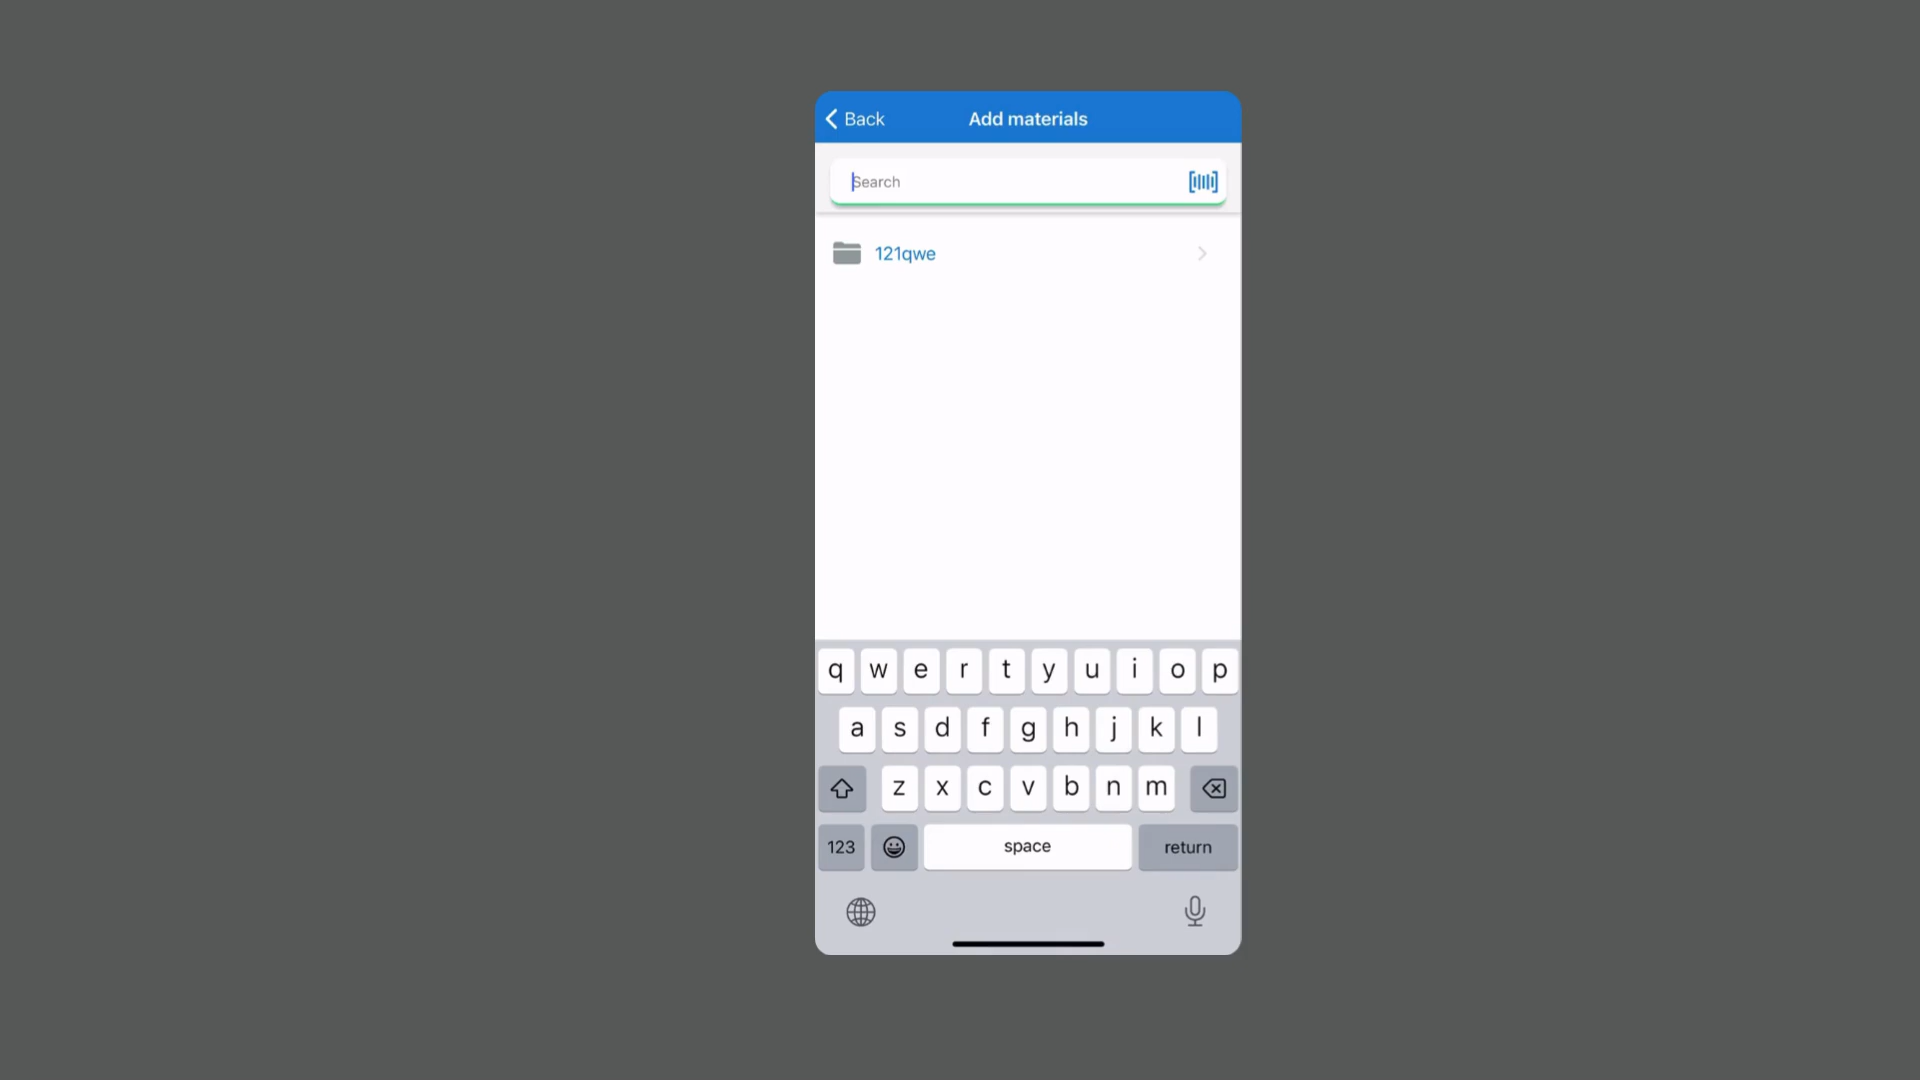 Back
Add materials
Search
121qwe
q w e r t y u i o p
a s d f g h j k l
z x c v b n m
123
space
return